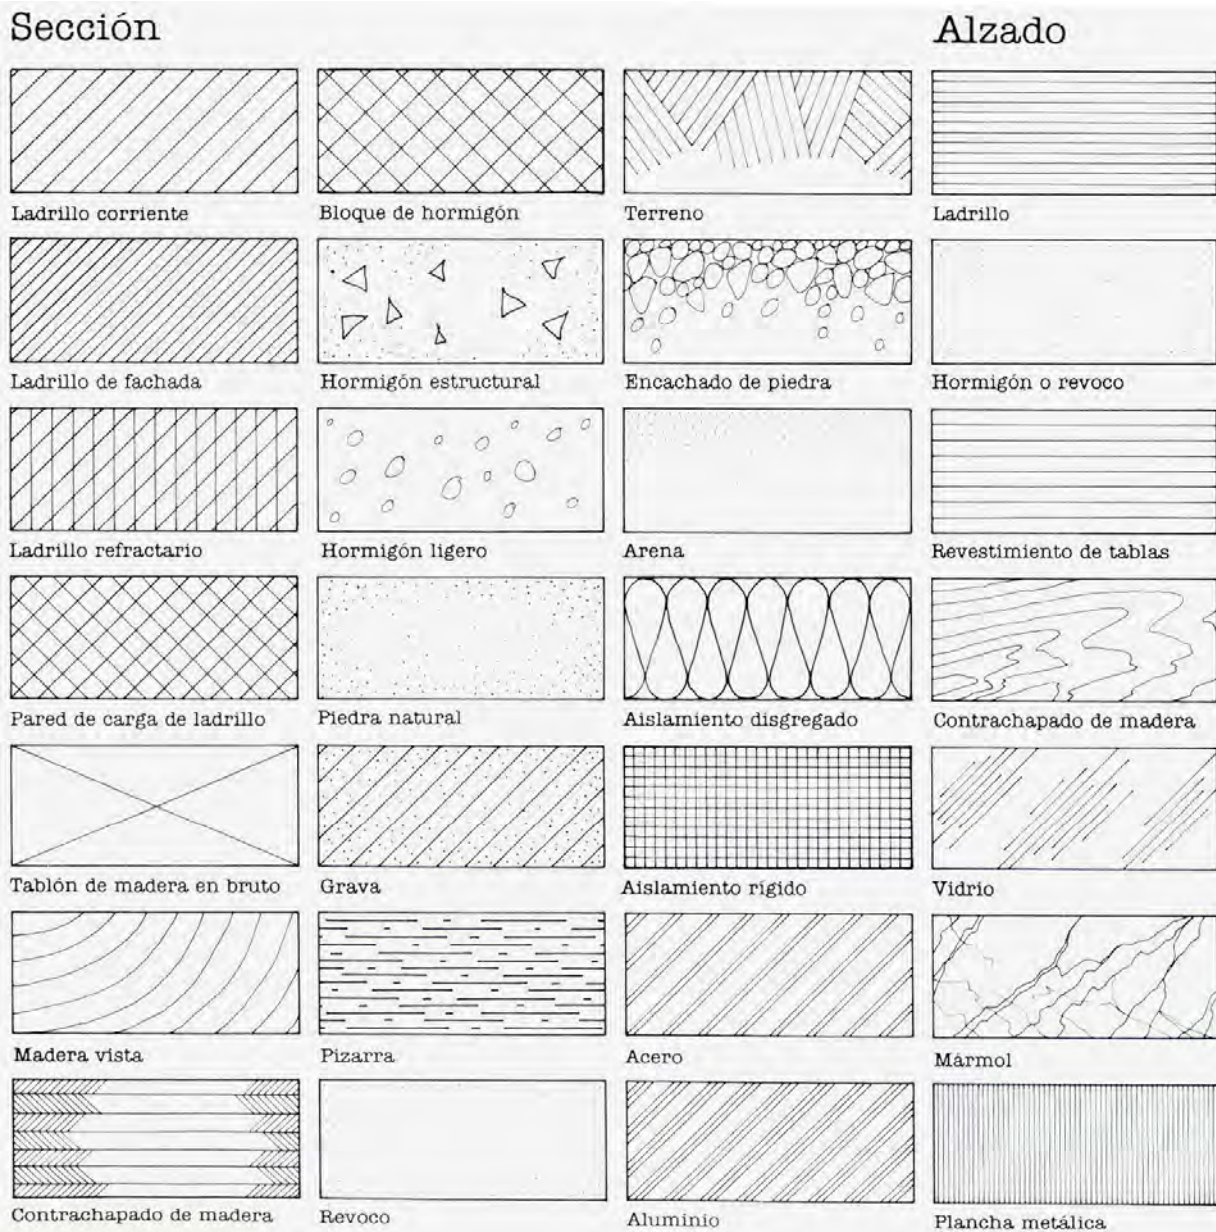 Sección
Alzado
Ladrillo corriente
Bloque de hormigón
Terreno
Ladrillo
Ladrillo de fachada
Hormigón estructural
Encachado de piedra
Hormigón o revoco
Ladrillo refractario
Hormigón ligero
Arena
Revestimiento de tablas
Pared de carga de ladrillo
Piedra natural
Aislamiento disgregado
Contrachapado de madera
Tablón de madera en bruto
Grava
Aislamiento rígido
Vidrio
Madera vista
Pizarra
Acero
Mármol
Contrachapado de madera
Revoco
Aluminio
Plancha metálica